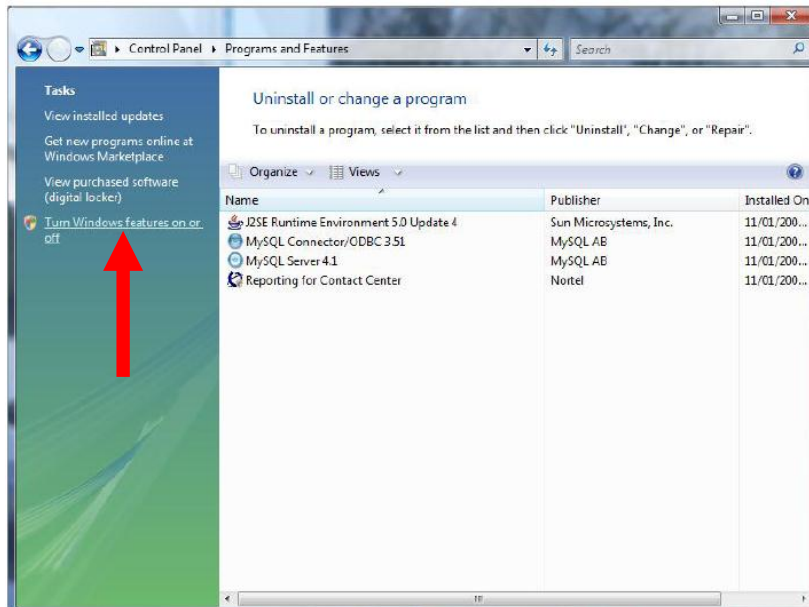 Control Panel ▸ Programs and Features
Search
Tasks
View installed updates
Get new programs online at
Windows Marketplace
View purchased software
(digital locker)
Turn Windows features on or
off
Uninstall or change a program
To uninstall a program, select it from the list and then click "Uninstall", "Change", or "Repair".
Organize Views
Name Publisher Installed On
J2SE Runtime Environment 5.0 Update 4 Sun Microsystems, Inc. 11/01/200...
MySQL Connector/ODBC 3.51 MySQL AB 11/01/200...
MySQL Server 4.1 MySQL AB 11/01/200...
Reporting for Contact Center Nortel 11/01/200...